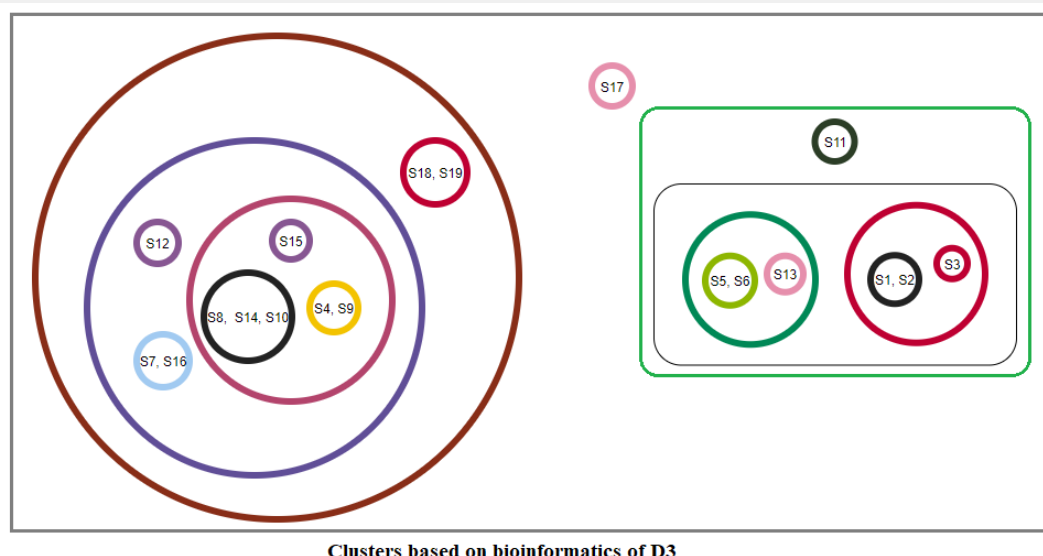 S17
S11
S18, S19
S12
S15
S3
S13
S5, S6
S1, S2
S4, S9
S8, S14, S10
S7, S16
Clusters based on bioinformatics of D3